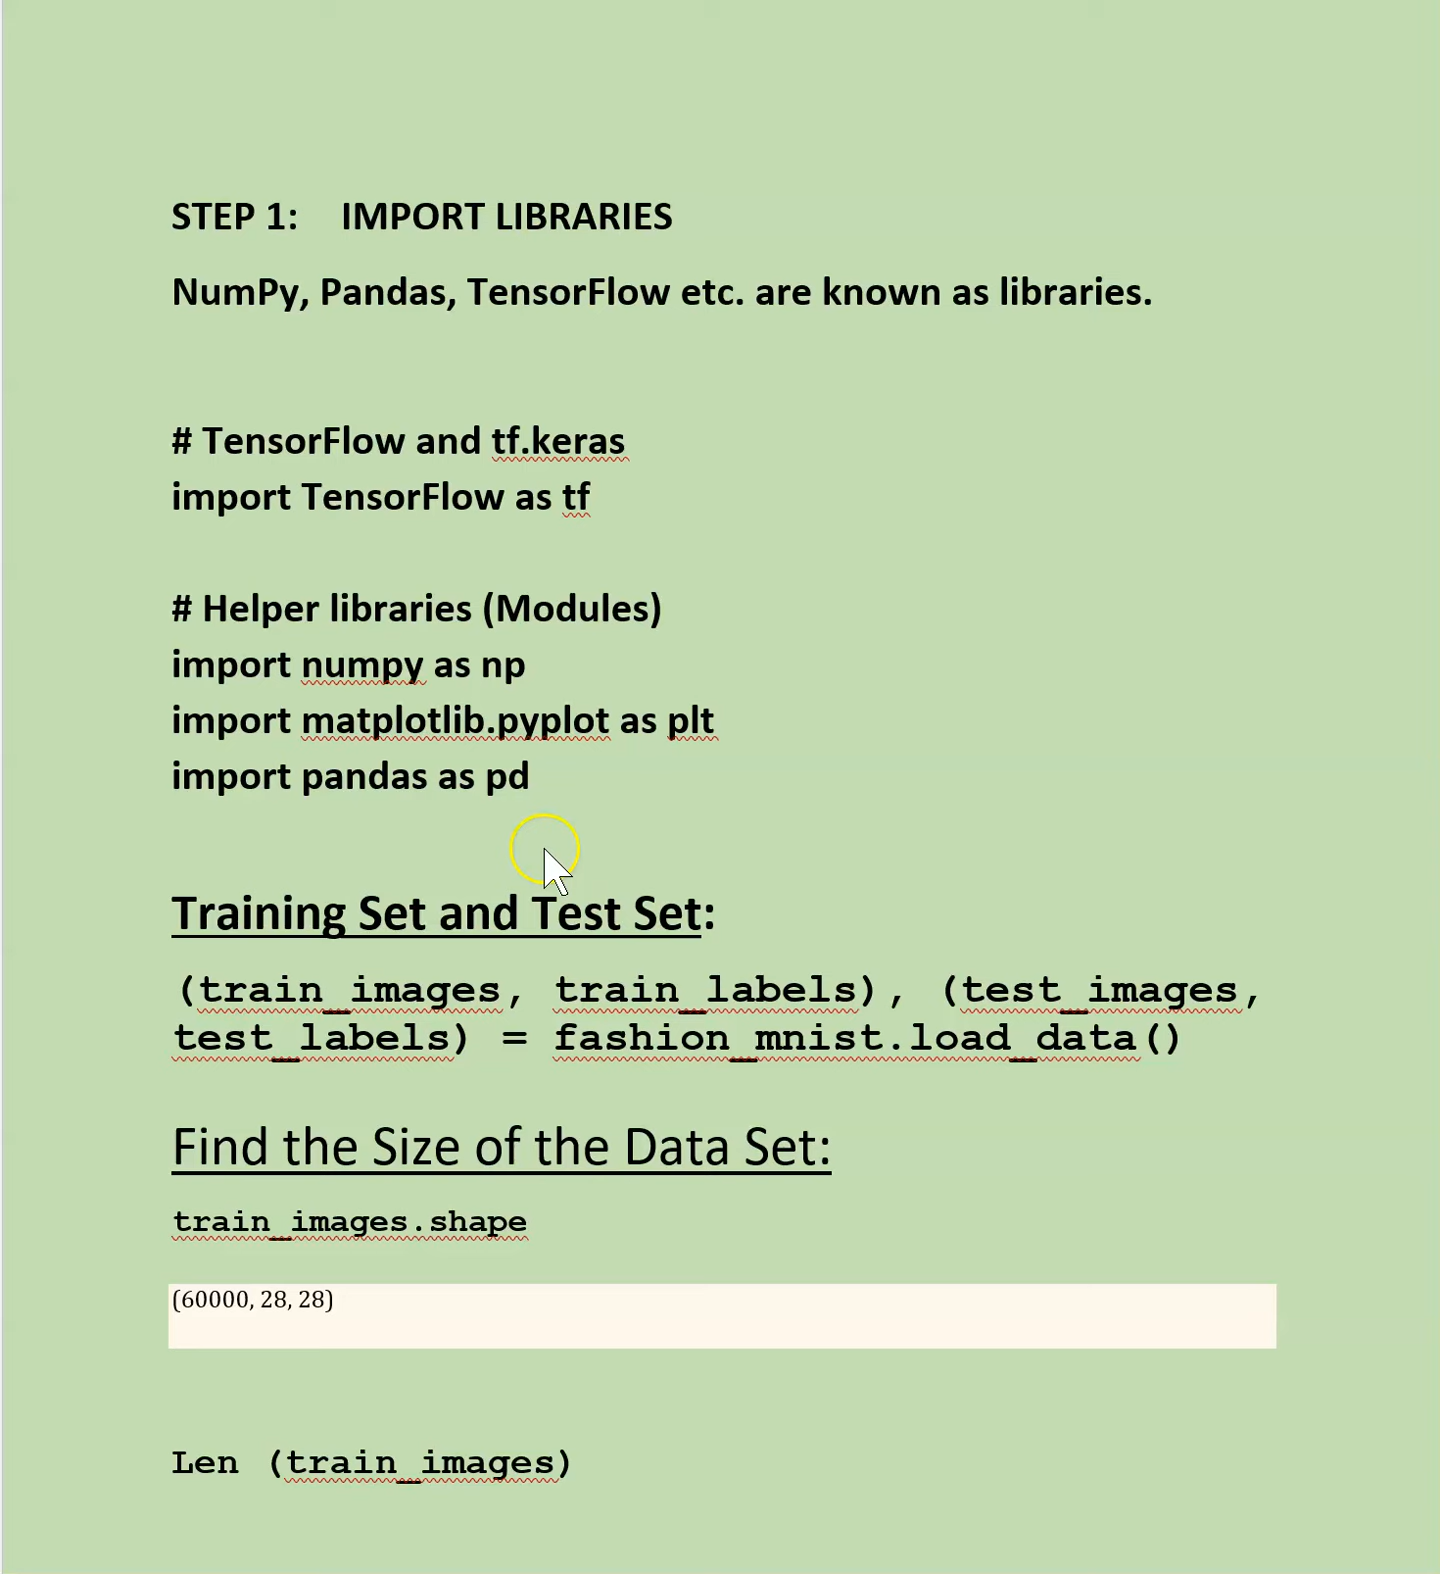 STEP 1: IMPORT LIBRARIES
NumPy, Pandas, TensorFlow etc. are known as libraries.
# TensorFlow and tf.keras
import TensorFlow as tf
# Helper libraries (Modules)
import numpy as np
import matplotlib.pyplot as plt
import pandas as pd
Training Set and Test Set:
(train_images, train_labels), (test_images,
test_labels) = fashion_mnist.load_data()
Find the Size of the Data Set:
train_images.shape
(60000, 28, 28)
Len (train_images)